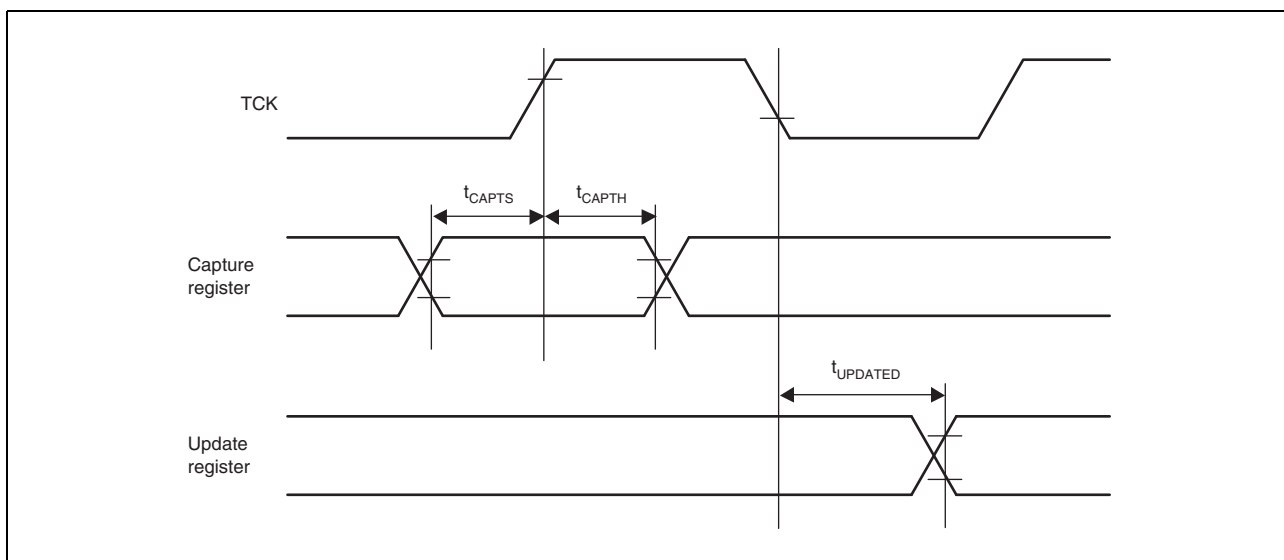 TCK
tCAPTS
tCAPTH
Capture
register
tUPDATED
Update
register